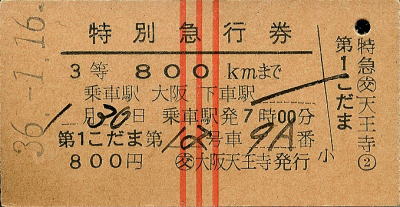 36.-1.16.
特別急行券
3等 800 kmまで
乗車駅 大阪 下車駅
1月30日 乗車駅発7時00分
第1こだま第12号車9A番
800円 交大阪天王寺発行
小
特急交天王寺②
第1こだま